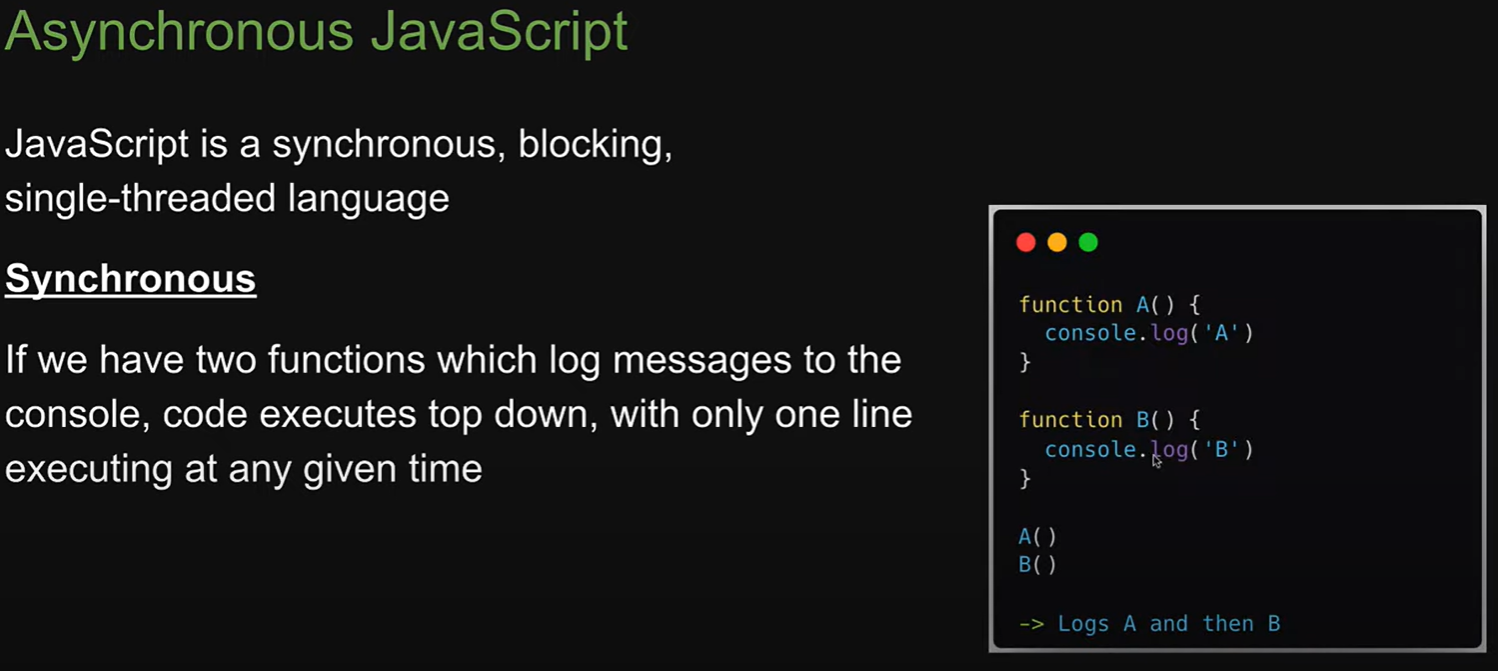 Asynchronous JavaScript
JavaScript is a synchronous, blocking,
single-threaded language
Synchronous
If we have two functions which log messages to the
console, code executes top down, with only one line
executing at any given time
function A() {
  console.log('A')
}
function B() {
  console.log('B')
}
A()
B()
-> Logs A and then B